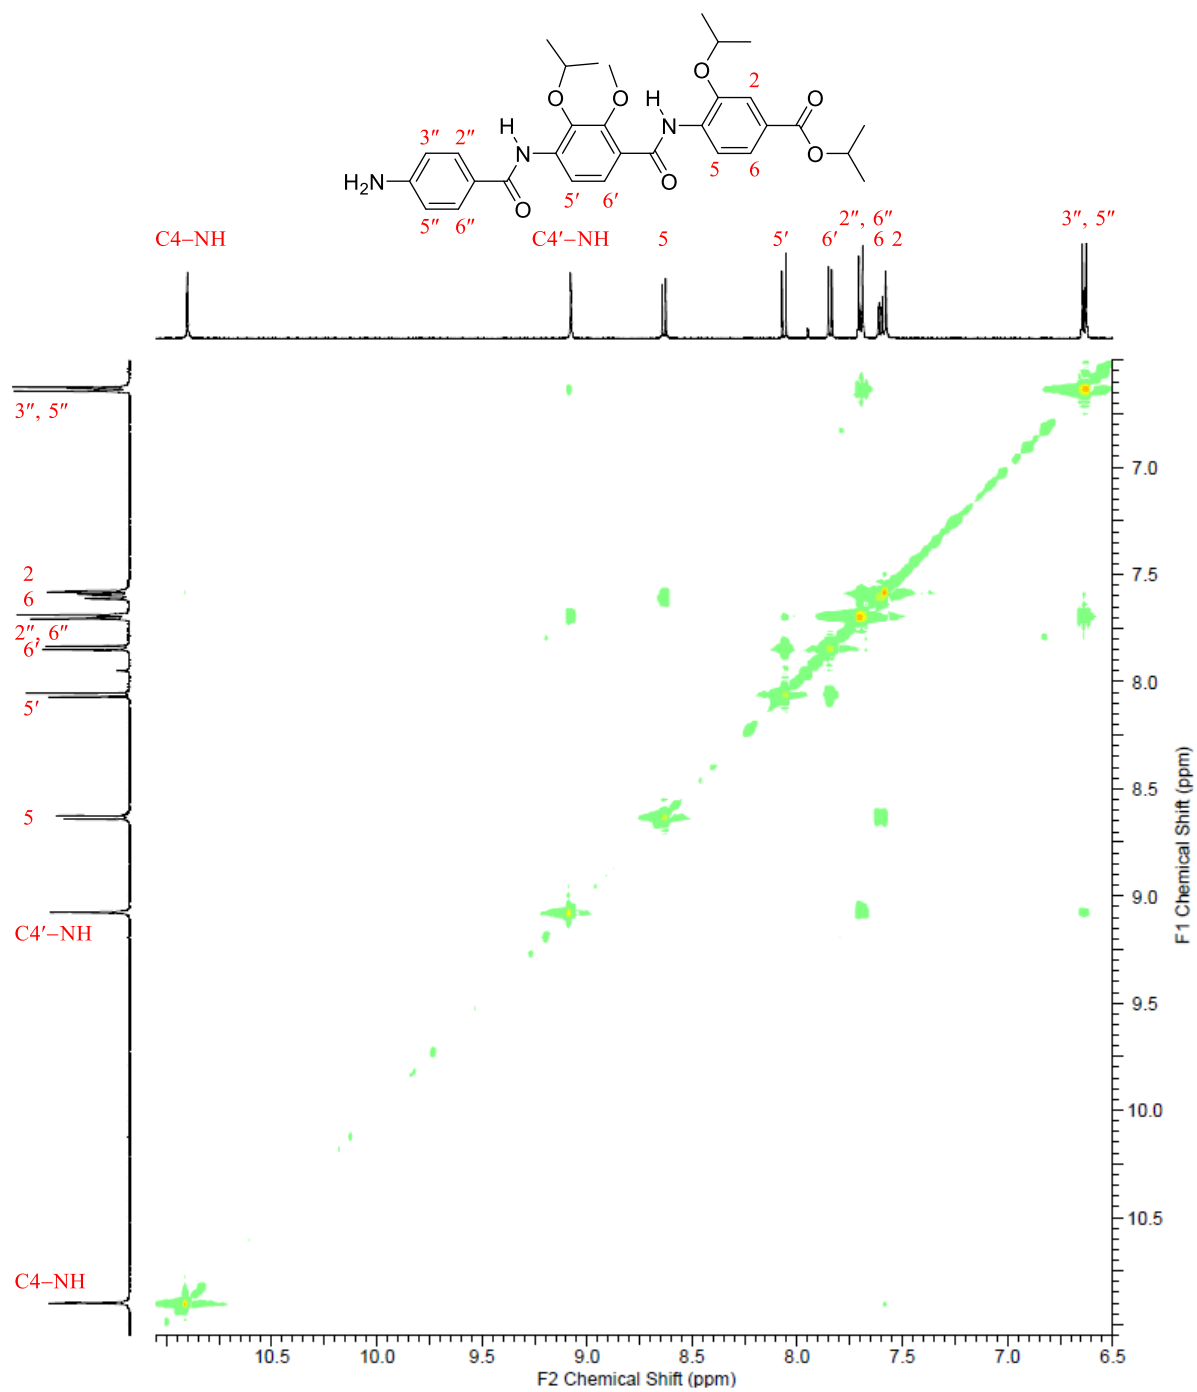 O
O
H
N
O
O
H
N
2
O
O
3″
2″
H₂N
5″
6″
O
5′
6′
O
5
6
C4–NH
C4′–NH
5
5′
6′
2″, 6″
6 2
3″, 5″
3″, 5″
2
6
2″, 6″
6′
5′
5
C4′–NH
C4–NH
7.0
7.5
8.0
8.5
9.0
9.5
10.0
10.5
F1 Chemical Shift (ppm)
10.5 10.0 9.5 9.0 8.5 8.0 7.5 7.0 6.5
F2 Chemical Shift (ppm)